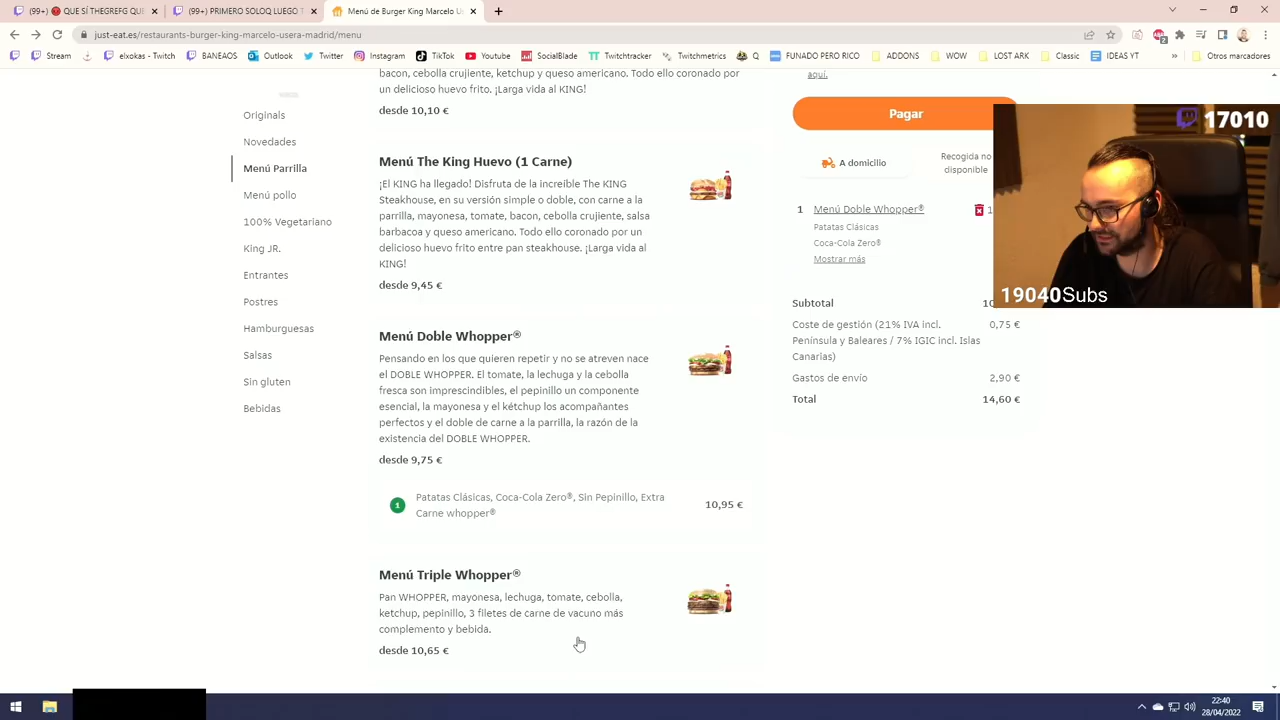 (99+) 🔴 QUE SÍ THEGREFG QUE
(99+) PRIMERO SOLOQ LUEGO D
Menú de Burger King Marcelo Use
just-eat.es/restaurants-burger-king-marcelo-usera-madrid/menu
Stream
elxokas - Twitch
BANEAOS
Outlook
Twitter
Instagram
TikTok
Youtube
SocialBlade
Twitchtracker
Twitchmetrics
Q
FUNADO PERO RICO
ADDONS
WOW
LOST ARK
Classic
IDEAS YT
»
Otros marcadores
Originals
Novedades
Menú Parrilla
Menú pollo
100% Vegetariano
King JR.
Entrantes
Postres
Hamburguesas
Salsas
Sin gluten
Bebidas
bacon, cebolla crujiente, ketchup y queso americano. Todo ello coronado por
un delicioso huevo frito. ¡Larga vida al KING!
desde 10,10 €
Menú The King Huevo (1 Carne)
¡El KING ha llegado! Disfruta de la increíble The KING
Steakhouse, en su versión simple o doble, con carne a la
parrilla, mayonesa, tomate, bacon, cebolla crujiente, salsa
barbacoa y queso americano. Todo ello coronado por un
delicioso huevo frito entre pan steakhouse. ¡Larga vida al
KING!
desde 9,45 €
Menú Doble Whopper®
Pensando en los que quieren repetir y no se atreven nace
el DOBLE WHOPPER. El tomate, la lechuga y la cebolla
fresca son imprescindibles, el pepinillo un componente
esencial, la mayonesa y el kétchup los acompañantes
perfectos y el doble de carne a la parrilla, la razón de la
existencia del DOBLE WHOPPER.
desde 9,75 €
1 Patatas Clásicas, Coca-Cola Zero®, Sin Pepinillo, Extra 10,95 €
Carne whopper®
Menú Triple Whopper®
Pan WHOPPER, mayonesa, lechuga, tomate, cebolla,
ketchup, pepinillo, 3 filetes de carne de vacuno más
complemento y bebida.
desde 10,65 €
aquí.
Pagar
A domicilio
Recogida no
disponible
1 Menú Doble Whopper® 1
Patatas Clásicas
Coca-Cola Zero®
Mostrar más
Subtotal 10
Coste de gestión (21% IVA incl. 0,75 €
Península y Baleares / 7% IGIC incl. Islas
Canarias)
Gastos de envío 2,90 €
Total 14,60 €
17010
19040Subs
22:40
28/04/2022